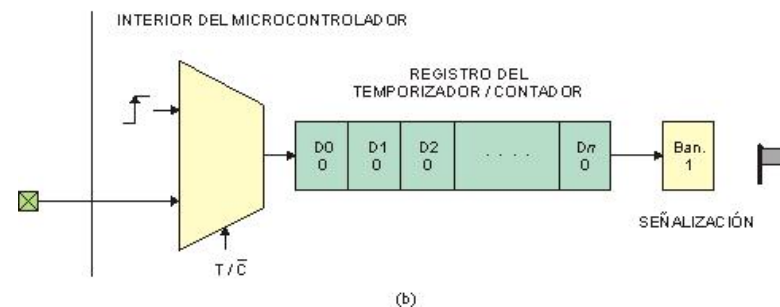 INTERIOR DEL MICROCONTROLADOR
REGISTRO DEL
TEMPORIZADOR / CONTADOR
D0 D1 D2 . . . . Dn Ban.
0 0 0 0 1
SEÑALIZACIÓN
T / C̅
(b)